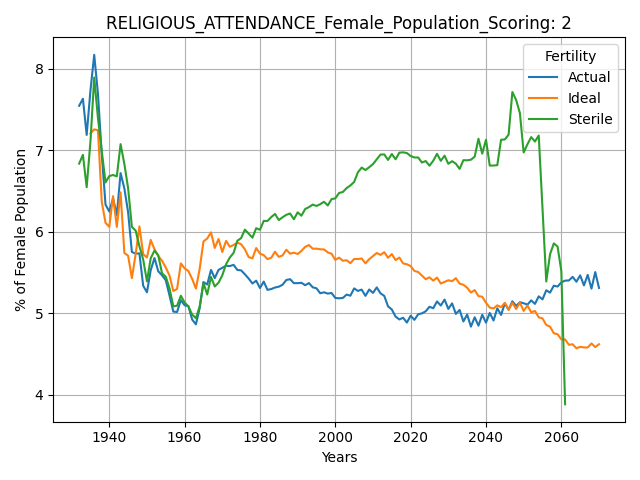 RELIGIOUS_ATTENDANCE_Female_Population_Scoring: 2
Fertility
Actual
Ideal
Sterile
% of Female Population
8
7
6
5
4
1940 1960 1980 2000 2020 2040 2060
Years